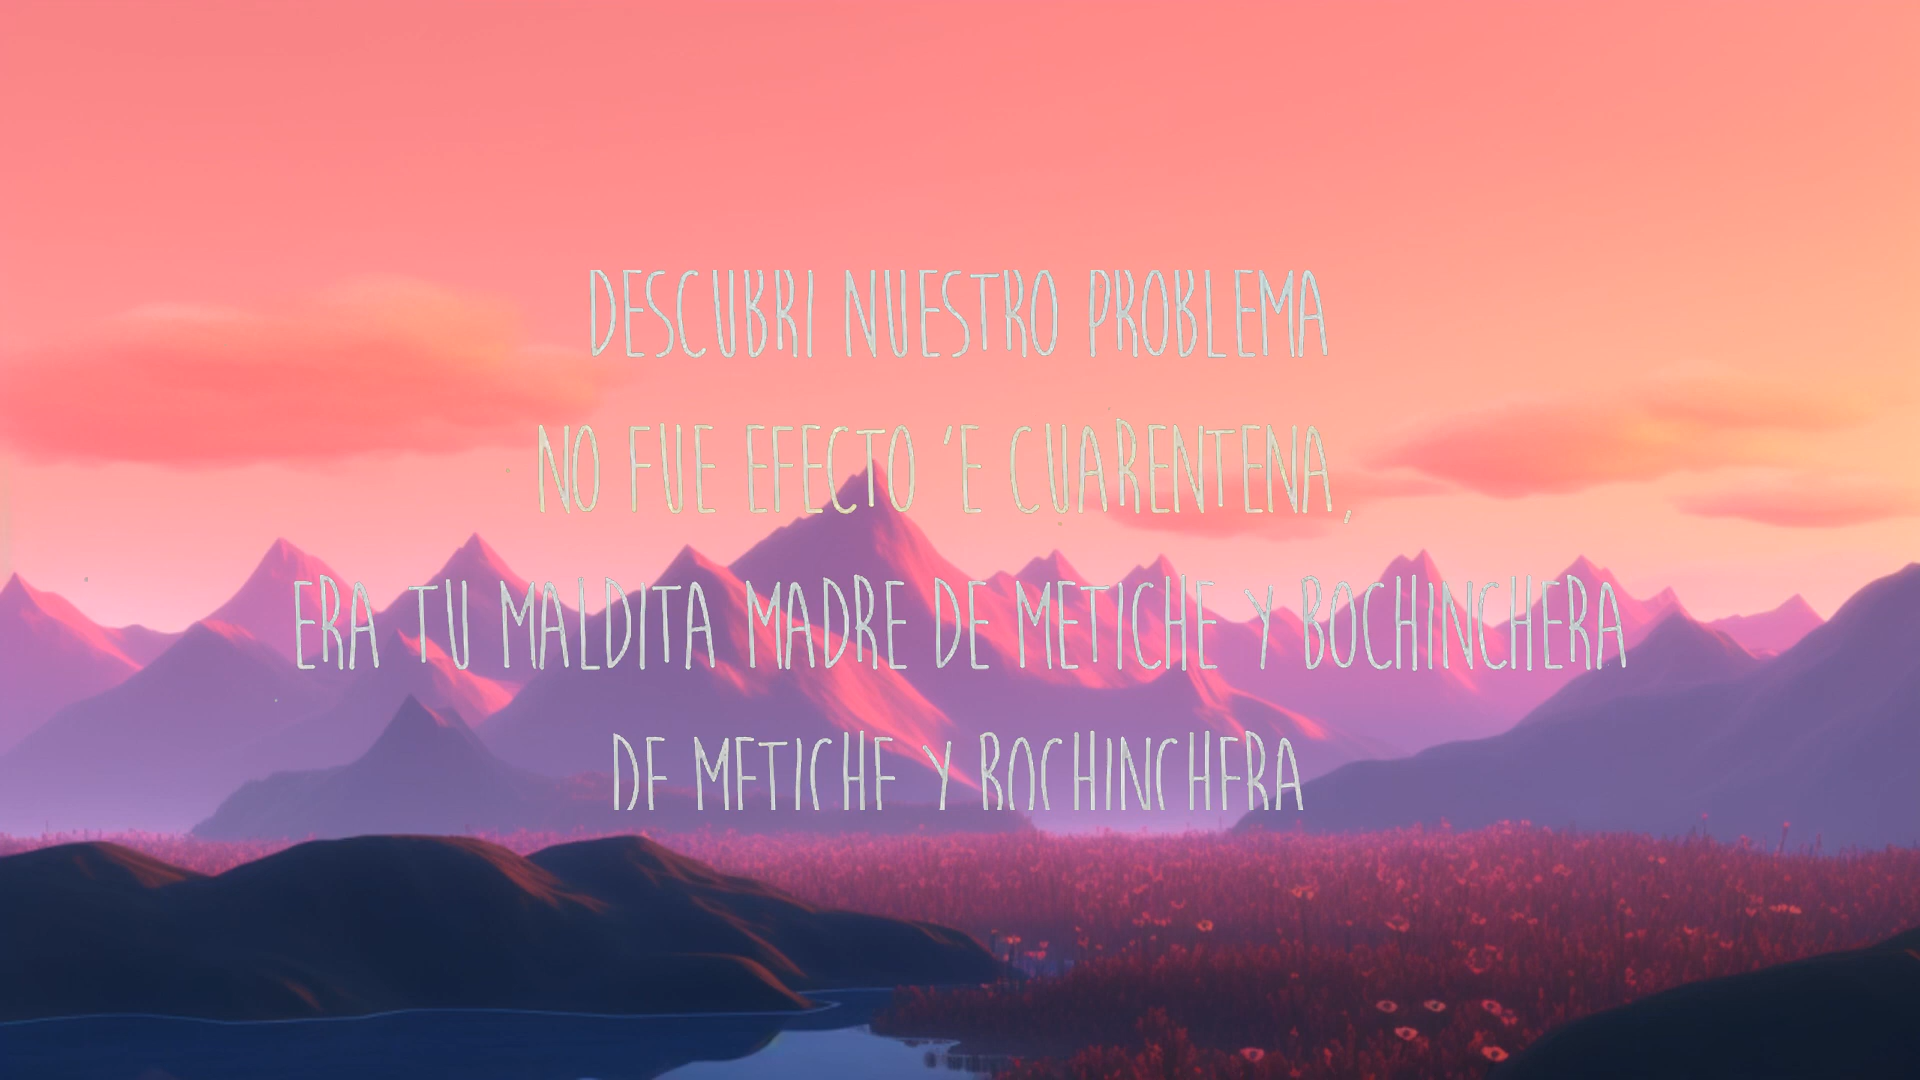 DESCUBRI NUESTRO PROBLEMA
NO FUE EFECTO 'E CUARENTENA,
ERA TU MALDITA MADRE DE METICHE Y BOCHINCHERA
DE METICHE Y BOCHINCHERA